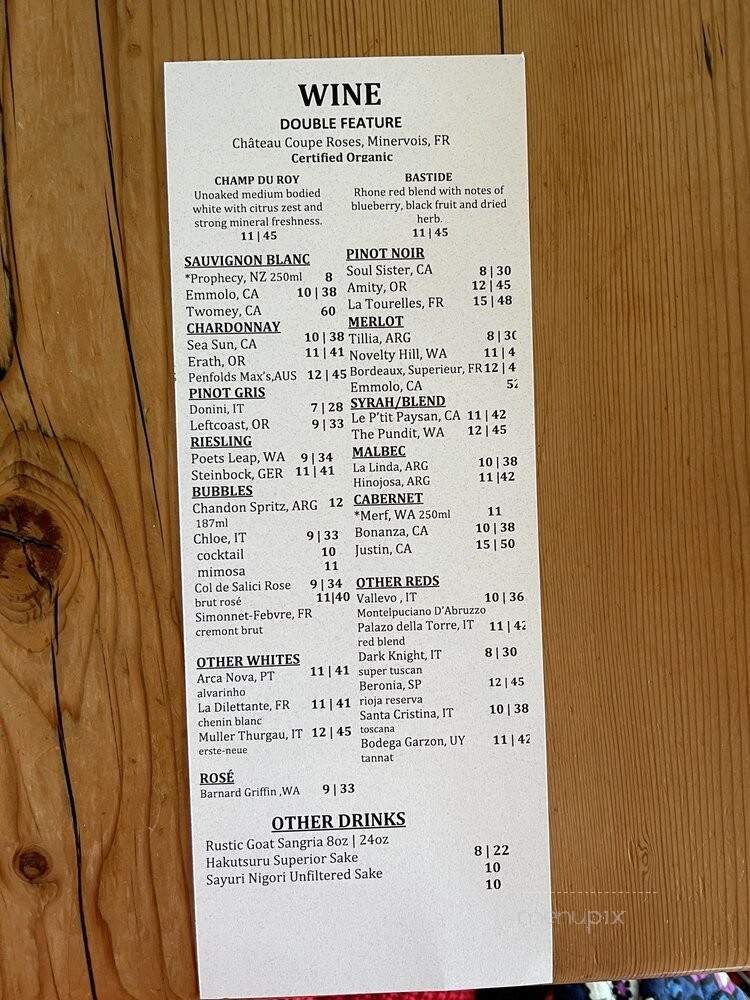 WINE
DOUBLE FEATURE
Château Coupe Roses, Minervois, FR
Certified Organic
CHAMP DU ROY
Unoaked medium bodied
white with citrus zest and
strong mineral freshness.
11 | 45
BASTIDE
Rhone red blend with notes of
blueberry, black fruit and dried
herb.
11 | 45
SAUVIGNON BLANC
*Prophecy, NZ 250ml 8
Emmolo, CA 10 | 38
Twomey, CA 60
CHARDONNAY
Sea Sun, CA 10 | 38
Erath, OR 11 | 41
Penfolds Max's,AUS 12 | 45
PINOT GRIS
Donini, IT 7 | 28
Leftcoast, OR 9 | 33
RIESLING
Poets Leap, WA 9 | 34
Steinbock, GER 11 | 41
BUBBLES
Chandon Spritz, ARG 12
187ml
Chloe, IT 9 | 33
cocktail 10
mimosa 11
Col de Salici Rose 9 | 34
brut rosé 11|40
Simonnet-Febvre, FR
cremont brut
OTHER WHITES
Arca Nova, PT 11 | 41
alvarinho
La Dilettante, FR 11 | 41
chenin blanc
Muller Thurgau, IT 12 | 45
erste-neue
ROSÉ
Barnard Griffin ,WA 9 | 33
PINOT NOIR
Soul Sister, CA 8 | 30
Amity, OR 12 | 45
La Tourelles, FR 15 | 48
MERLOT
Tillia, ARG 8 |
Novelty Hill, WA 11 | 4
Bordeaux, Superieur, FR 12 | 4
Emmolo, CA
SYRAH/BLEND
Le P'tit Paysan, CA 11 | 42
The Pundit, WA 12 | 45
MALBEC
La Linda, ARG 10 | 38
Hinojosa, ARG 11 |42
CABERNET
*Merf, WA 250ml 11
Bonanza, CA 10 | 38
Justin, CA 15 | 50
OTHER REDS
Vallevo , IT 10 | 36
Montelpuciano D'Abruzzo
Palazo della Torre, IT 11 | 42
red blend
Dark Knight, IT 8 | 30
super tuscan
Beronia, SP 12 | 45
rioja reserva
Santa Cristina, IT 10 | 38
toscana
Bodega Garzon, UY 11 | 42
tannat
OTHER DRINKS
Rustic Goat Sangria 8oz | 24oz 8 | 22
Hakutsuru Superior Sake 10
Sayuri Nigori Unfiltered Sake 10
menupix